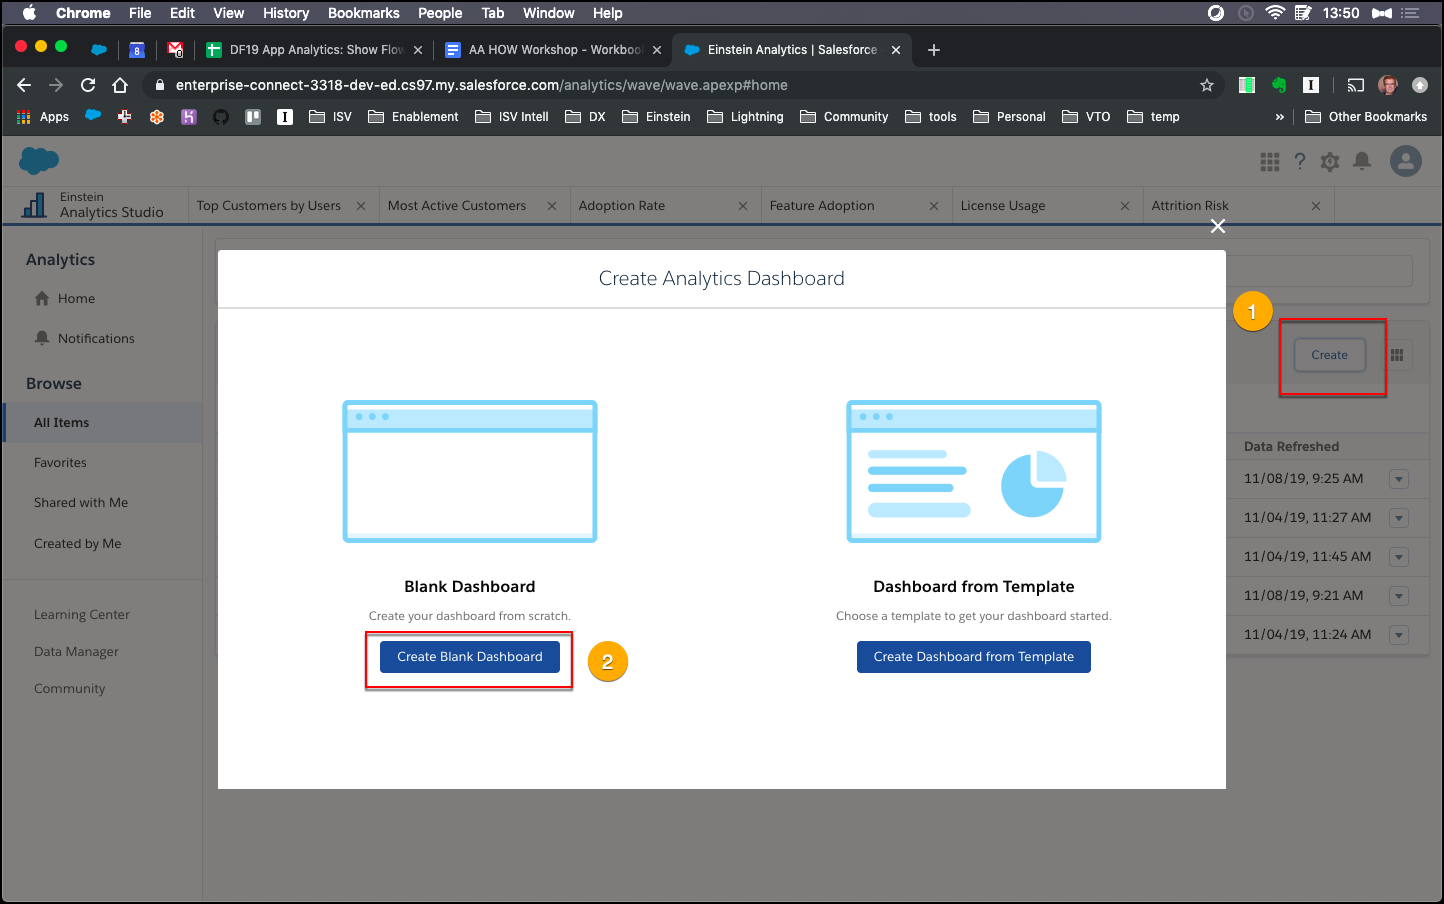 Chrome File Edit View History Bookmarks People Tab Window Help 13:50
8 0 DF19 App Analytics: Show Flow AA HOW Workshop - Workbook Einstein Analytics | Salesforce
enterprise-connect-3318-dev-ed.cs97.my.salesforce.com/analytics/wave/wave.apexp#home
Apps ISV Enablement ISV Intell DX Einstein Lightning Community tools Personal VTO temp » Other Bookmarks
Einstein
Analytics Studio
Top Customers by Users Most Active Customers Adoption Rate Feature Adoption License Usage Attrition Risk
Analytics
Home
Notifications
Browse
All Items
Favorites
Shared with Me
Created by Me
Learning Center
Data Manager
Community
Create Analytics Dashboard
Blank Dashboard
Create your dashboard from scratch.
Create Blank Dashboard
2
Dashboard from Template
Choose a template to get your dashboard started.
Create Dashboard from Template
1
Create
Data Refreshed
11/08/19, 9:25 AM
11/04/19, 11:27 AM
11/04/19, 11:45 AM
11/08/19, 9:21 AM
11/04/19, 11:24 AM